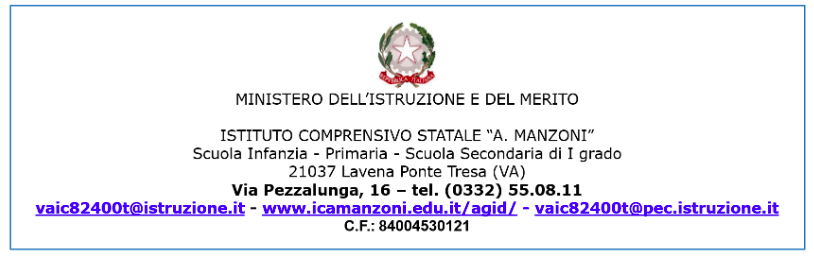 MINISTERO DELL'ISTRUZIONE E DEL MERITO
ISTITUTO COMPRENSIVO STATALE "A. MANZONI"
Scuola Infanzia - Primaria - Scuola Secondaria di I grado
21037 Lavena Ponte Tresa (VA)
Via Pezzalunga, 16 – tel. (0332) 55.08.11
vaic82400t@istruzione.it - www.icamanzoni.edu.it/agid/ - vaic82400t@pec.istruzione.it
C.F.: 84004530121